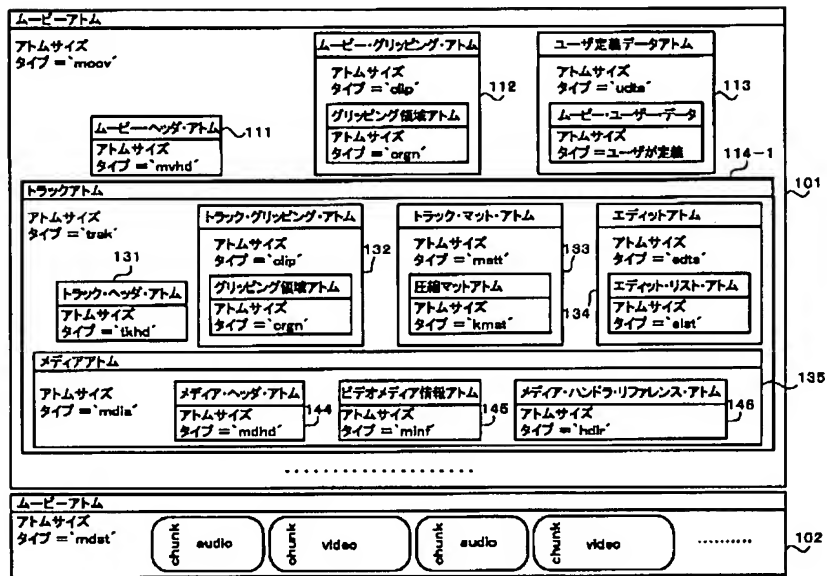 ムービーアトム
アトムサイズ
タイプ＝`moov´
ムービー・グリッピング・アトム
アトムサイズ
タイプ＝`clip´
グリッピング領域アトム
アトムサイズ
タイプ＝`crgn´
112
ユーザ定義データアトム
アトムサイズ
タイプ＝`udta´
ムービー・ユーザー・データ
アトムサイズ
タイプ＝ユーザが定義
113
ムービー・ヘッダ・アトム
アトムサイズ
タイプ＝`mvhd´
111
114-1
101
トラックアトム
アトムサイズ
タイプ＝`trak´
131
トラック・ヘッダ・アトム
アトムサイズ
タイプ＝`tkhd´
トラック・グリッピング・アトム
アトムサイズ
タイプ＝`clip´
グリッピング領域アトム
アトムサイズ
タイプ＝`crgn´
132
トラック・マット・アトム
アトムサイズ
タイプ＝`matt´
圧縮マットアトム
アトムサイズ
タイプ＝`kmat´
133
エディットアトム
アトムサイズ
タイプ＝`edts´
エディット・リスト・アトム
アトムサイズ
タイプ＝`elst´
134
メディアアトム
アトムサイズ
タイプ＝`mdia´
メディア・ヘッダ・アトム
アトムサイズ
タイプ＝`mdhd´
144
ビデオメディア情報アトム
アトムサイズ
タイプ＝`minf´
145
メディア・ハンドラ・リファレンス・アトム
アトムサイズ
タイプ＝`hdlr´
146
135
ムービーアトム
アトムサイズ
タイプ＝`mdat´
chunk
audio
chunk
video
chunk
audio
chunk
video
102